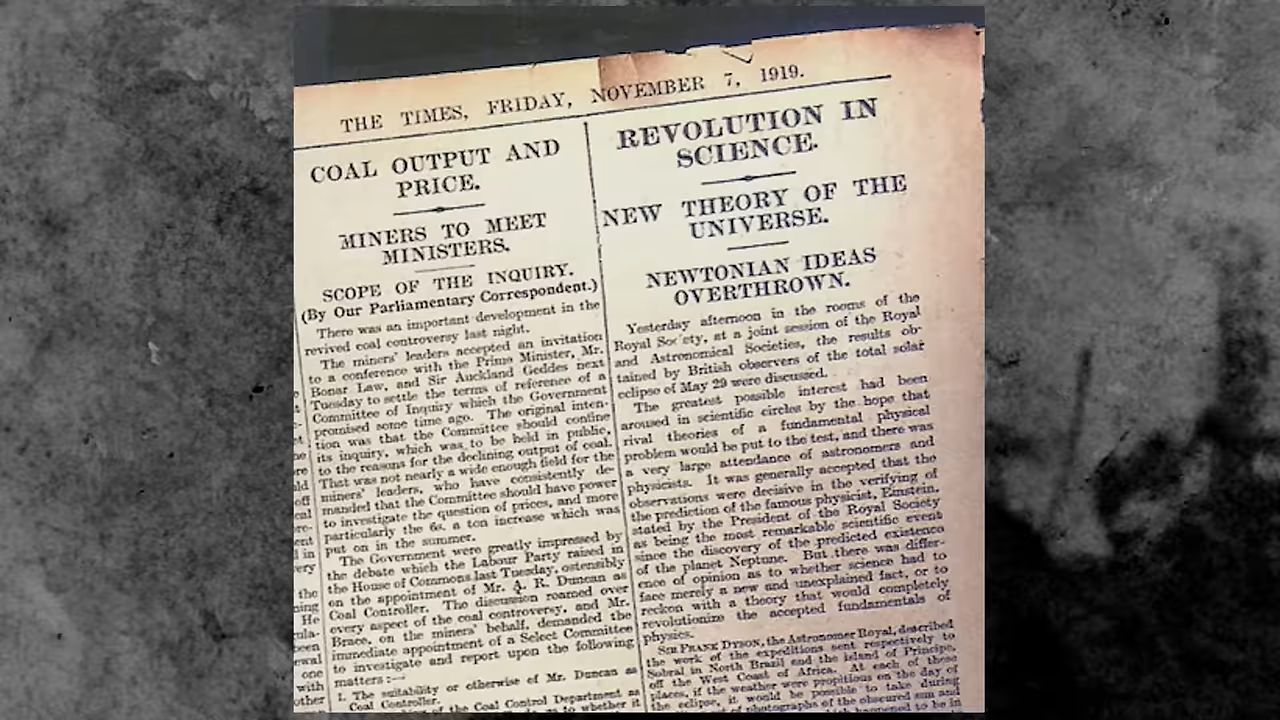 THE TIMES, FRIDAY, NOVEMBER 7, 1919.
COAL OUTPUT AND
PRICE.
MINERS TO MEET
MINISTERS.
SCOPE OF THE INQUIRY.
(By Our Parliamentary Correspondent.)
There was an important development in the
revived coal controversy last night.
The miners' leaders accepted an invitation
to a conference with the Prime Minister, Mr.
Bonar Law, and Sir Auckland Geddes next
Tuesday to settle the terms of reference of a
Committee of Inquiry which the Government
promised some time ago. The original inten-
tion was that the Committee should confine
its inquiry, which was to be held in public,
to the reasons for the declining output of coal.
That was not nearly a wide enough field for the
miners' leaders, who have consistently de-
manded that the Committee should have power
to investigate the question of prices, and more
particularly the 6s. a ton increase which was
put on in the summer.
The Government were greatly impressed by
the debate which the Labour Party raised in
the House of Commons last Tuesday, ostensibly
on the appointment of Mr. A. R. Duncan as
Coal Controller. The discussion roamed over
every aspect of the coal controversy, and Mr.
Brace, on the miners' behalf, demanded the
immediate appointment of a Select Committee
to investigate and report upon the following
matters :—
1. The suitability or otherwise of Mr. Duncan as
Coal Controller.
of the Coal Control Department as
to whether it
REVOLUTION IN
SCIENCE.
NEW THEORY OF THE
UNIVERSE.
NEWTONIAN IDEAS
OVERTHROWN.
Yesterday afternoon in the rooms of the
Royal Society, at a joint session of the Royal
and Astronomical Societies, the results ob-
tained by British observers of the total solar
eclipse of May 29 were discussed.
The greatest possible interest had been
aroused in scientific circles by the hope that
rival theories of a fundamental physical
problem would be put to the test, and there was
a very large attendance of astronomers and
physicists. It was generally accepted that the
observations were decisive in the verifying of
the prediction of the famous physicist, Einstein,
stated by the President of the Royal Society
as being the most remarkable scientific event
since the discovery of the predicted existence
of the planet Neptune. But there was differ-
ence of opinion as to whether science had to
face merely a new and unexplained fact, or to
reckon with a theory that would completely
revolutionize the accepted fundamentals of
physics.
SIR FRANK DYSON, the Astronomer Royal, described
the work of the expeditions sent respectively to
Sobral in North Brazil and the island of Principe,
off the West Coast of Africa. At each of these
places, if the weather were propitious on the day of
the eclipse, it would be possible to take during
of photographs of the obscured sun and
which happened to be in